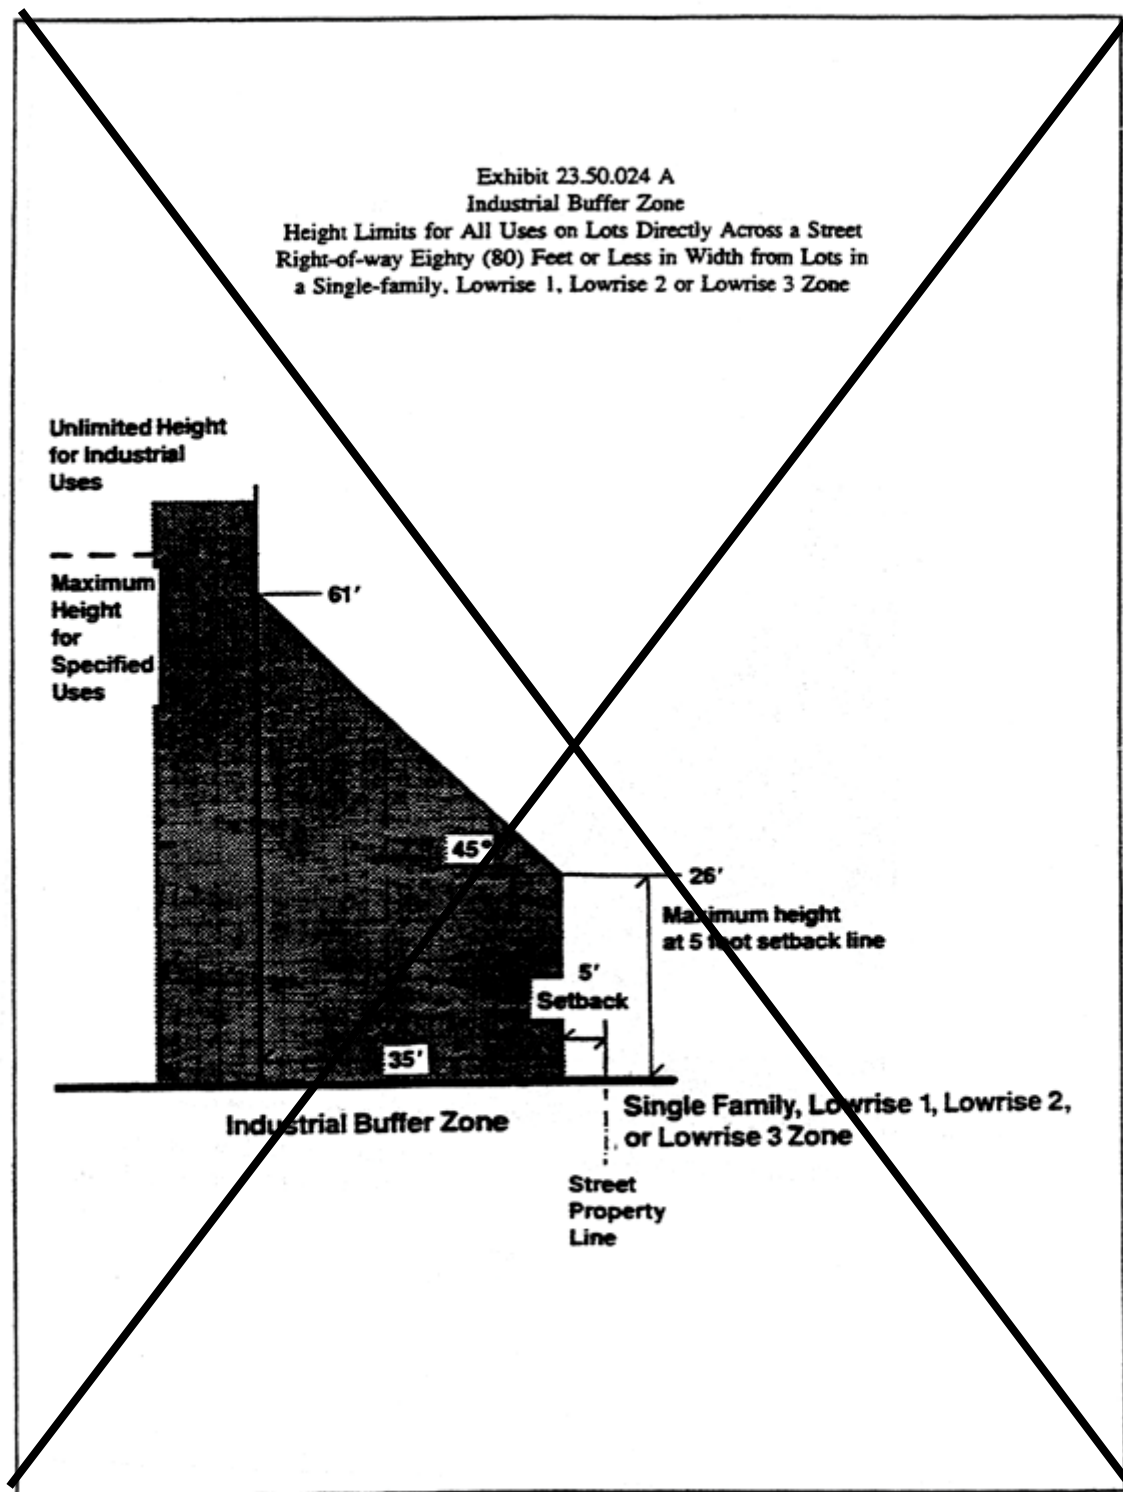 Exhibit 23.50.024 A
Industrial Buffer Zone
Height Limits for All Uses on Lots Directly Across a Street
Right-of-way Eighty (80) Feet or Less in Width from Lots in
a Single-family, Lowrise 1, Lowrise 2 or Lowrise 3 Zone
Unlimited Height
for Industrial
Uses
Maximum
Height
for
Specified
Uses
61'
45°
26'
Maximum height
at 5 foot setback line
5'
Setback
35'
Industrial Buffer Zone
Single Family, Lowrise 1, Lowrise 2,
or Lowrise 3 Zone
Street
Property
Line